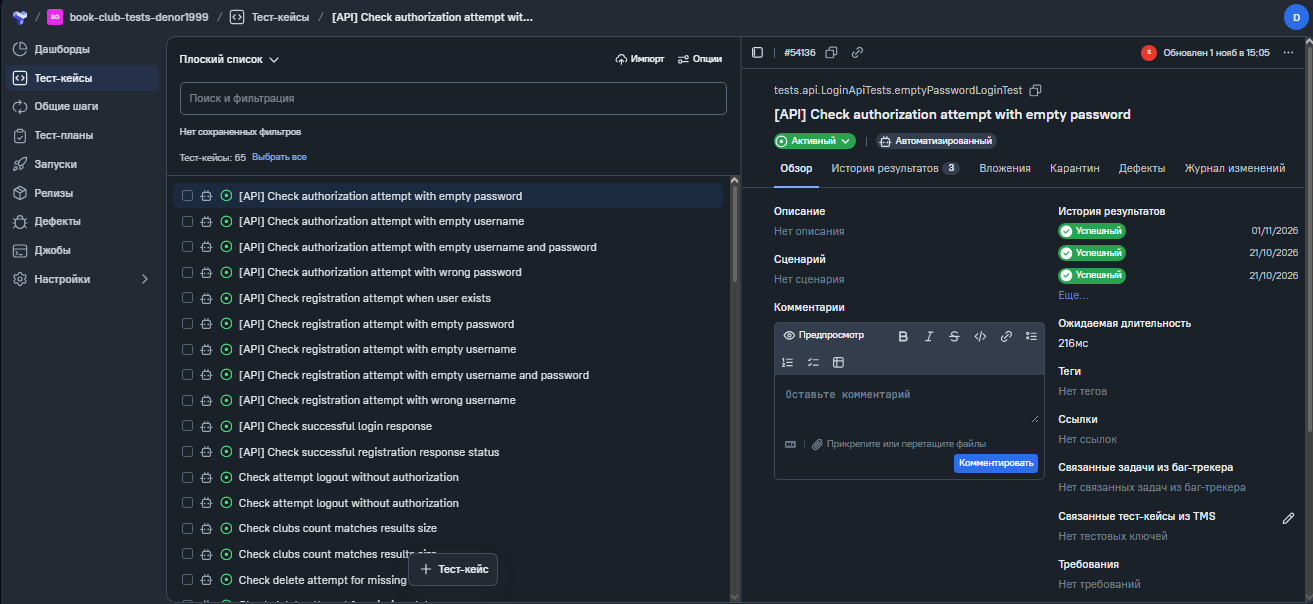 / BO book-club-tests-denor1999 / Тест-кейсы / [API] Check authorization attempt wit...
D
Дашборды
Тест-кейсы
Общие шаги
Тест-планы
Запуски
Релизы
Дефекты
Джобы
Настройки
Плоский список
Импорт
Опции
Поиск и фильтрация
Нет сохраненных фильтров
Тест-кейсы: 65 Выбрать все
[API] Check authorization attempt with empty password
[API] Check authorization attempt with empty username
[API] Check authorization attempt with empty username and password
[API] Check authorization attempt with wrong password
[API] Check registration attempt when user exists
[API] Check registration attempt with empty password
[API] Check registration attempt with empty username
[API] Check registration attempt with empty username and password
[API] Check registration attempt with wrong username
[API] Check successful login response
[API] Check successful registration response status
Check attempt logout without authorization
Check attempt logout without authorization
Check clubs count matches results size
Check clubs count matches results size
Check delete attempt for missing
+ Тест-кейс
#54136
S Обновлен 1 нояб в 15:05 ...
tests.api.LoginApiTests.emptyPasswordLoginTest
[API] Check authorization attempt with empty password
Активный | Автоматизированный
Обзор История результатов 3 Вложения Карантин Дефекты Журнал изменений
Описание
Нет описания
Сценарий
Нет сценария
Комментарии
Предпросмотр
B I S
Оставьте комментарий
Прикрепите или перетащите файлы
Комментировать
История результатов
Успешный 01/11/2026
Успешный 21/10/2026
Успешный 21/10/2026
Еще...
Ожидаемая длительность
216мс
Теги
Нет тегов
Ссылки
Нет ссылок
Связанные задачи из баг-трекера
Нет связанных задач из баг-трекера
Связанные тест-кейсы из TMS
Нет тестовых ключей
Требования
Нет требований